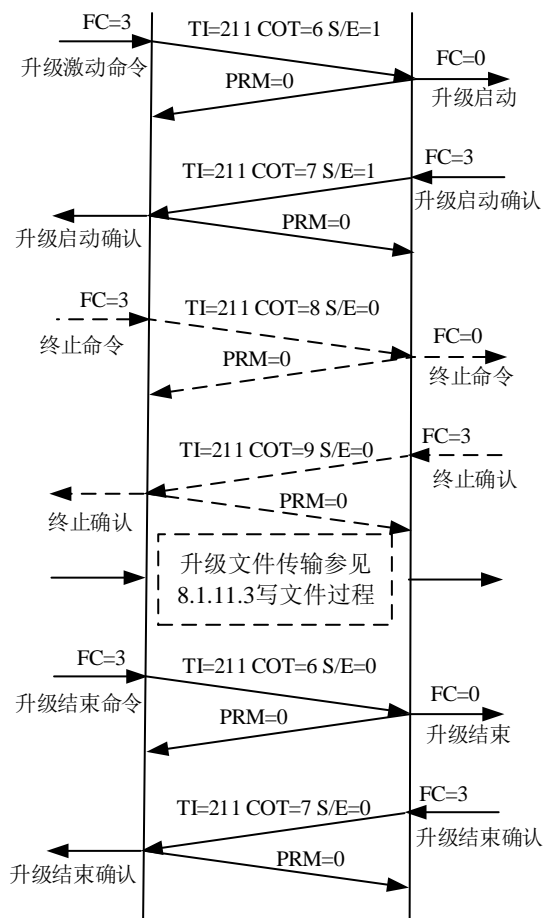 FC=3
TI=211 COT=6 S/E=1
升级激动命令
PRM=0
FC=0
升级启动
TI=211 COT=7 S/E=1
FC=3
升级启动确认
PRM=0
升级启动确认
FC=3
TI=211 COT=8 S/E=0
终止命令
PRM=0
FC=0
终止命令
TI=211 COT=9 S/E=0
FC=3
终止确认
PRM=0
终止确认
升级文件传输参见
8.1.11.3写文件过程
FC=3
TI=211 COT=6 S/E=0
升级结束命令
PRM=0
FC=0
升级结束
TI=211 COT=7 S/E=0
FC=3
升级结束确认
PRM=0
升级结束确认